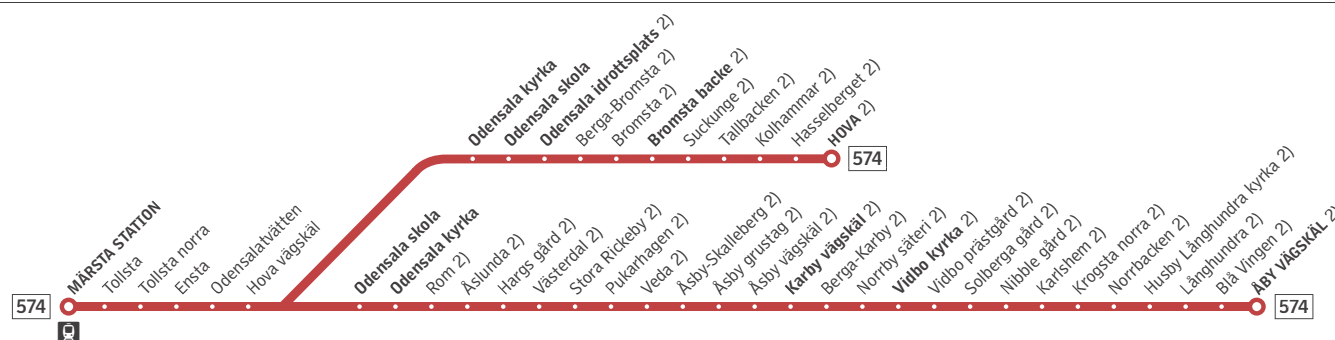 Odensala kyrka
Odensala skola
Odensala idrottsplats 2)
Berga-Bromsta 2)
Bromsta 2)
Bromsta backe 2)
Suckunge 2)
Tallbacken 2)
Kolhammar 2)
Hasselberget 2)
HOVA 2)
574
574
MÄRSTA STATION
Tollsta
Tollsta norra
Ensta
Odensalatvätten
Hova vägskäl
Odensala skola
Odensala kyrka
Rom 2)
Åslunda 2)
Hargs gård 2)
Västerdal 2)
Stora Rickeby 2)
Pukarhagen 2)
Veda 2)
Åsby-Skalleberg 2)
Åsby grustag 2)
Åsby vägskäl 2)
Karby vägskäl 2)
Berga-Karby 2)
Norrby säteri 2)
Vidbo kyrka 2)
Vidbo prästgård 2)
Solberga gård 2)
Nibble gård 2)
Karlshem 2)
Krogsta norra 2)
Norrbacken 2)
Husby Långhundra kyrka 2)
Långhundra 2)
Blå Vingen 2)
ÅBY VÄGSKÄL 2)
574